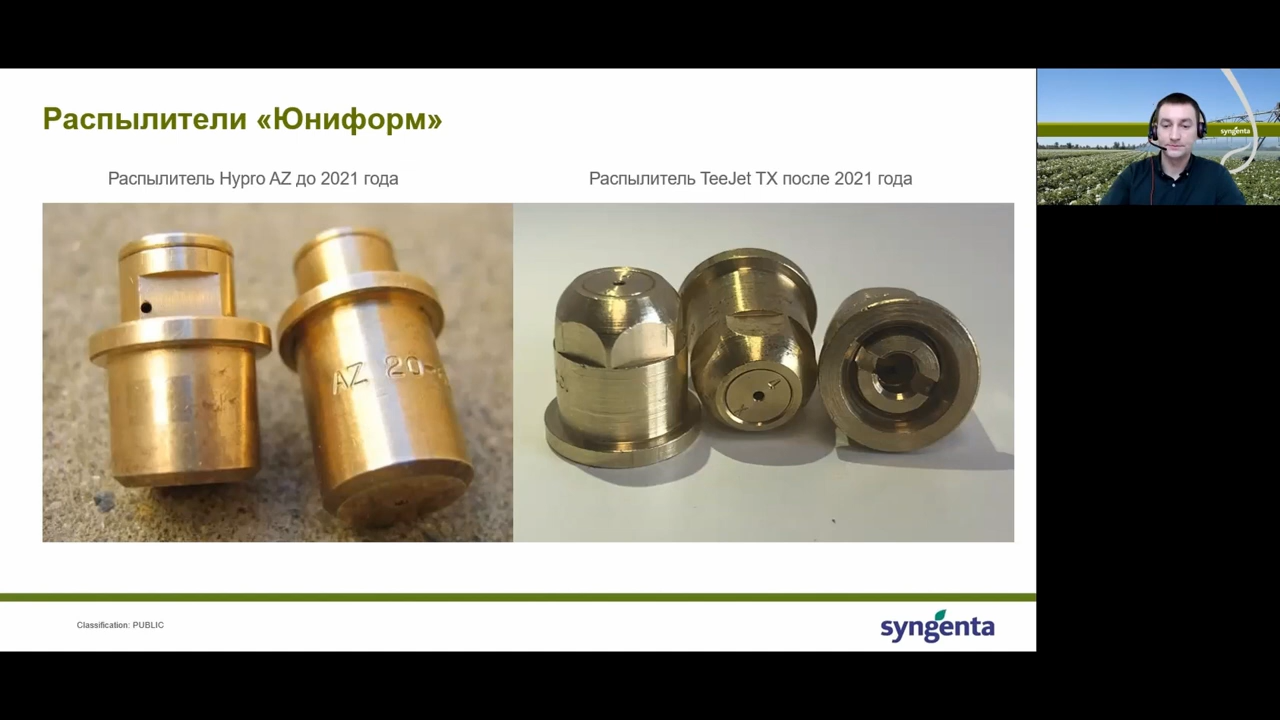 Распылители «Юниформ»
Распылитель Hypro AZ до 2021 года
Распылитель TeeJet TX после 2021 года
AZ 20
syngenta
Classification: PUBLIC
syngenta